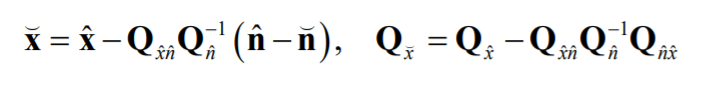 x̆ = x̂ − Q_{x̂n̂} Q_{n̂}^{−1} (n̂ − n̆),   Q_{x̆} = Q_{x̂} − Q_{x̂n̂} Q_{n̂}^{−1} Q_{n̂x̂}